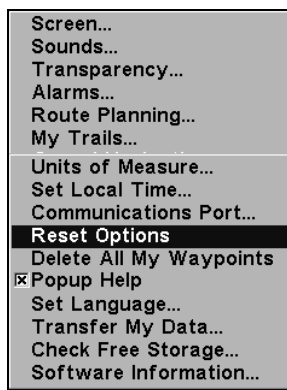 Screen...
Sounds...
Transparency...
Alarms...
Route Planning...
My Trails...
Units of Measure...
Set Local Time...
Communications Port...
Reset Options
Delete All My Waypoints
Popup Help
Set Language...
Transfer My Data...
Check Free Storage...
Software Information...